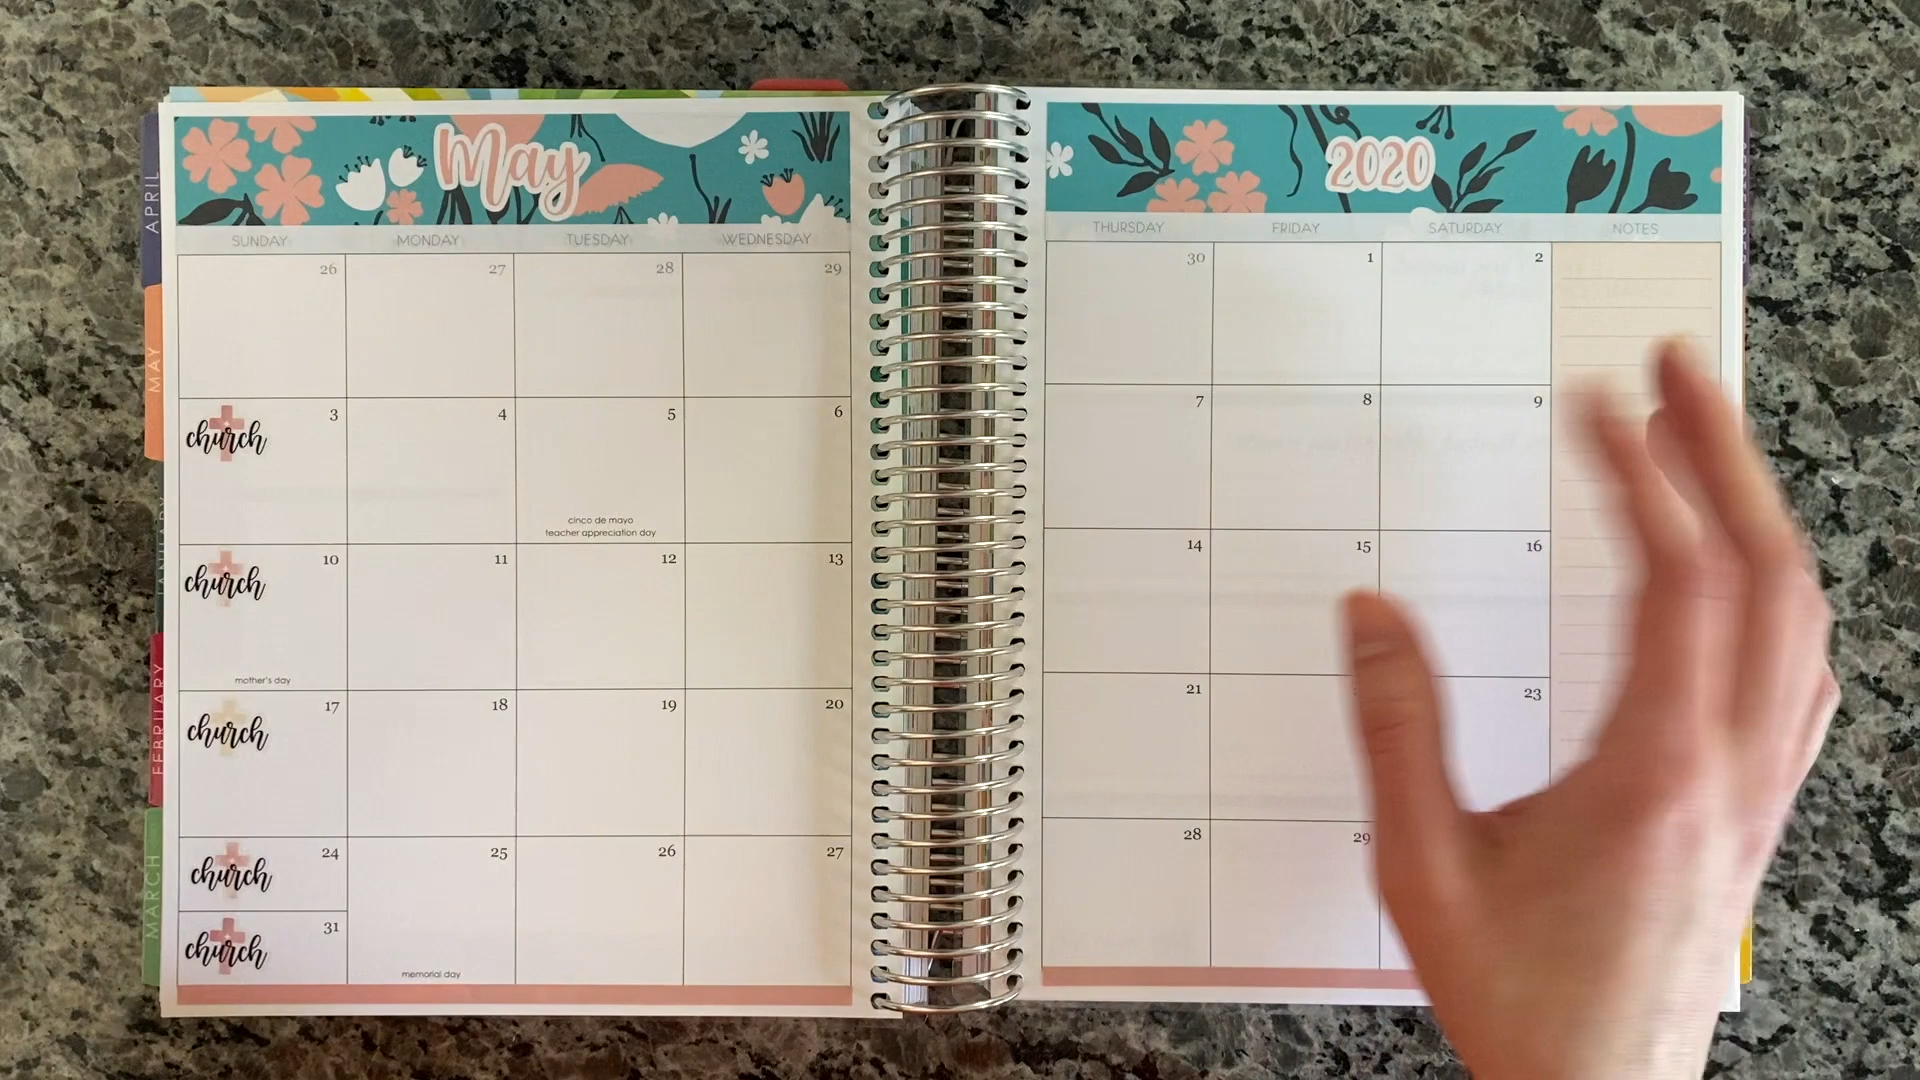 May
2020
SUNDAY MONDAY TUESDAY WEDNESDAY THURSDAY FRIDAY SATURDAY NOTES
26 27 28 29 30 1 2
church 3 4 5 6 7 8 9
cinco de mayo
teacher appreciation day
church 10 11 12 13 14 15 16
mother's day
church 17 18 19 20 21 23
church 24 25 26 27 28 29
church 31
memorial day
APRIL
MAY
JANUARY
FEBRUARY
MARCH